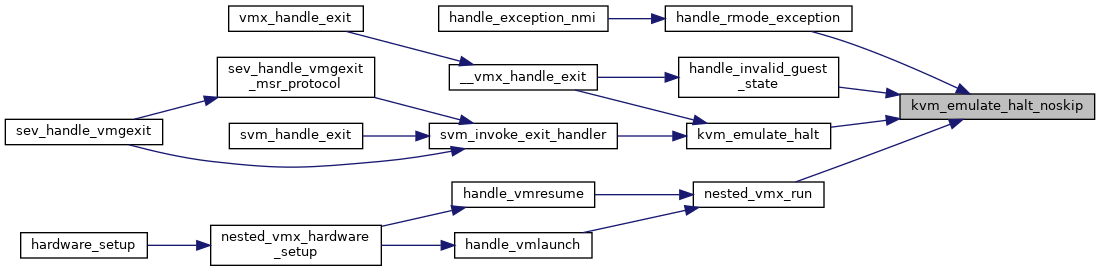 vmx_handle_exit
handle_exception_nmi
handle_rmode_exception
sev_handle_vmgexit
_msr_protocol
__vmx_handle_exit
handle_invalid_guest
_state
kvm_emulate_halt_noskip
sev_handle_vmgexit
svm_handle_exit
svm_invoke_exit_handler
kvm_emulate_halt
handle_vmresume
nested_vmx_run
hardware_setup
nested_vmx_hardware
_setup
handle_vmlaunch